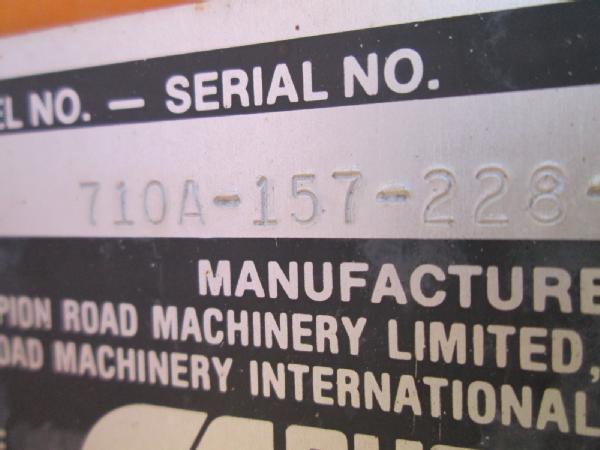 EL NO. — SERIAL NO.
710A-157-228-
MANUFACTURE
PION ROAD MACHINERY LIMITED,
OAD MACHINERY INTERNATIONAL